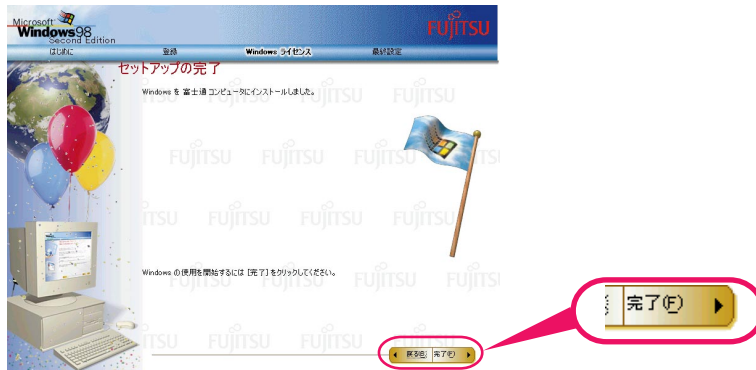 Microsoft
Windows98
Second Edition
FUJITSU
はじめに 登録 Windows ライセンス 最終設定
セットアップの完了
Windows を 富士通 コンピュータにインストールしました。
Windows の使用を開始するには [完了] をクリックしてください。
戻る(B) 完了(F)
完了(F)